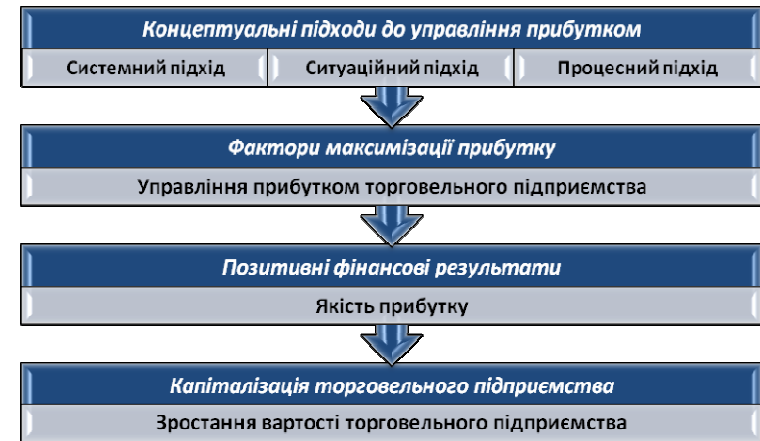 Концептуальні підходи до управління прибутком
Системний підхід Ситуаційний підхід Процесний підхід
Фактори максимізації прибутку
Управління прибутком торговельного підприємства
Позитивні фінансові результати
Якість прибутку
Капіталізація торговельного підприємства
Зростання вартості торговельного підприємства